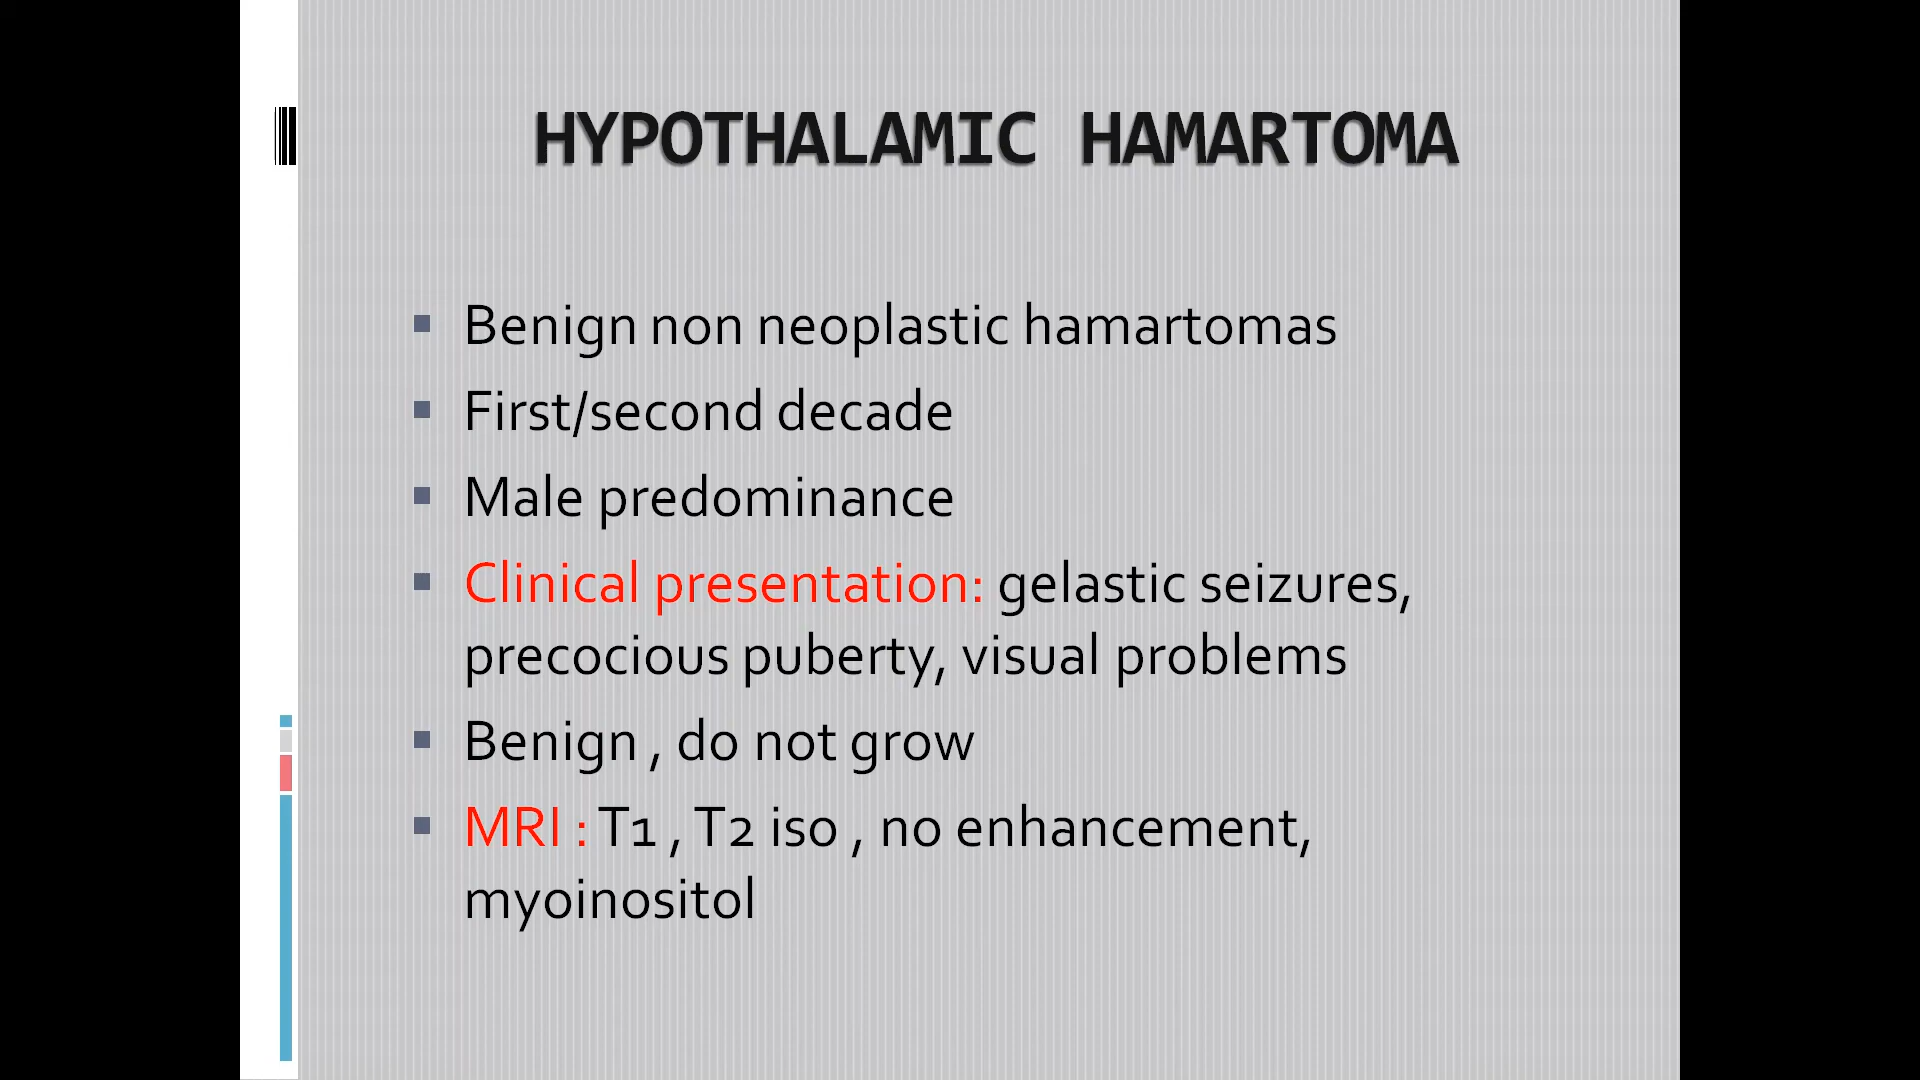 HYPOTHALAMIC HAMARTOMA
Benign non neoplastic hamartomas
First/second decade
Male predominance
Clinical presentation: gelastic seizures,
precocious puberty, visual problems
Benign , do not grow
MRI : T1 , T2 iso , no enhancement,
myoinositol